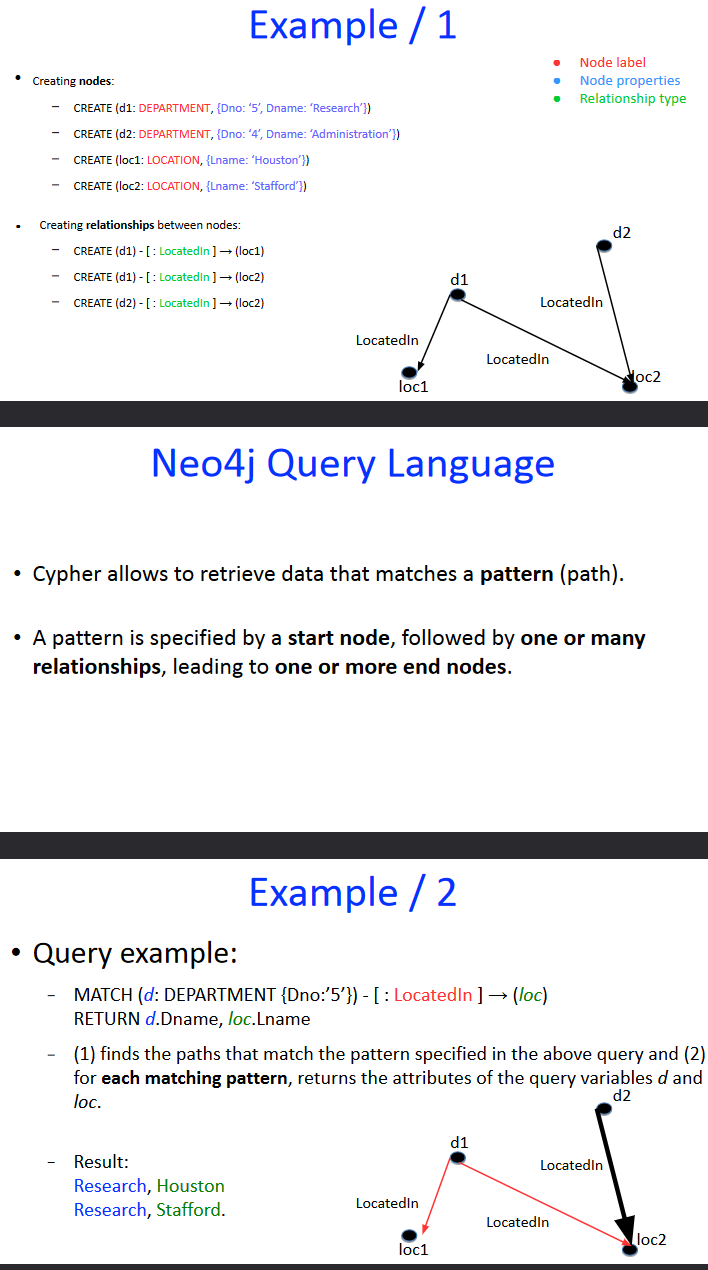 Example / 1
● Node label
● Node properties
● Relationship type
• Creating nodes:
– CREATE (d1: DEPARTMENT, {Dno: ‘5’, Dname: ‘Research’})
– CREATE (d2: DEPARTMENT, {Dno: ‘4’, Dname: ‘Administration’})
– CREATE (loc1: LOCATION, {Lname: ‘Houston’})
– CREATE (loc2: LOCATION, {Lname: ‘Stafford’})
• Creating relationships between nodes:
– CREATE (d1) - [ : LocatedIn ] → (loc1)
– CREATE (d1) - [ : LocatedIn ] → (loc2)
– CREATE (d2) - [ : LocatedIn ] → (loc2)
d2
d1
LocatedIn
LocatedIn
LocatedIn
loc1
loc2
Neo4j Query Language
• Cypher allows to retrieve data that matches a pattern (path).
• A pattern is specified by a start node, followed by one or many
relationships, leading to one or more end nodes.
Example / 2
• Query example:
– MATCH (d: DEPARTMENT {Dno:’5’}) - [ : LocatedIn ] → (loc)
RETURN d.Dname, loc.Lname
– (1) finds the paths that match the pattern specified in the above query and (2)
for each matching pattern, returns the attributes of the query variables d and
loc.
d2
d1
– Result:
Research, Houston
Research, Stafford.
LocatedIn
LocatedIn
LocatedIn
loc1
loc2